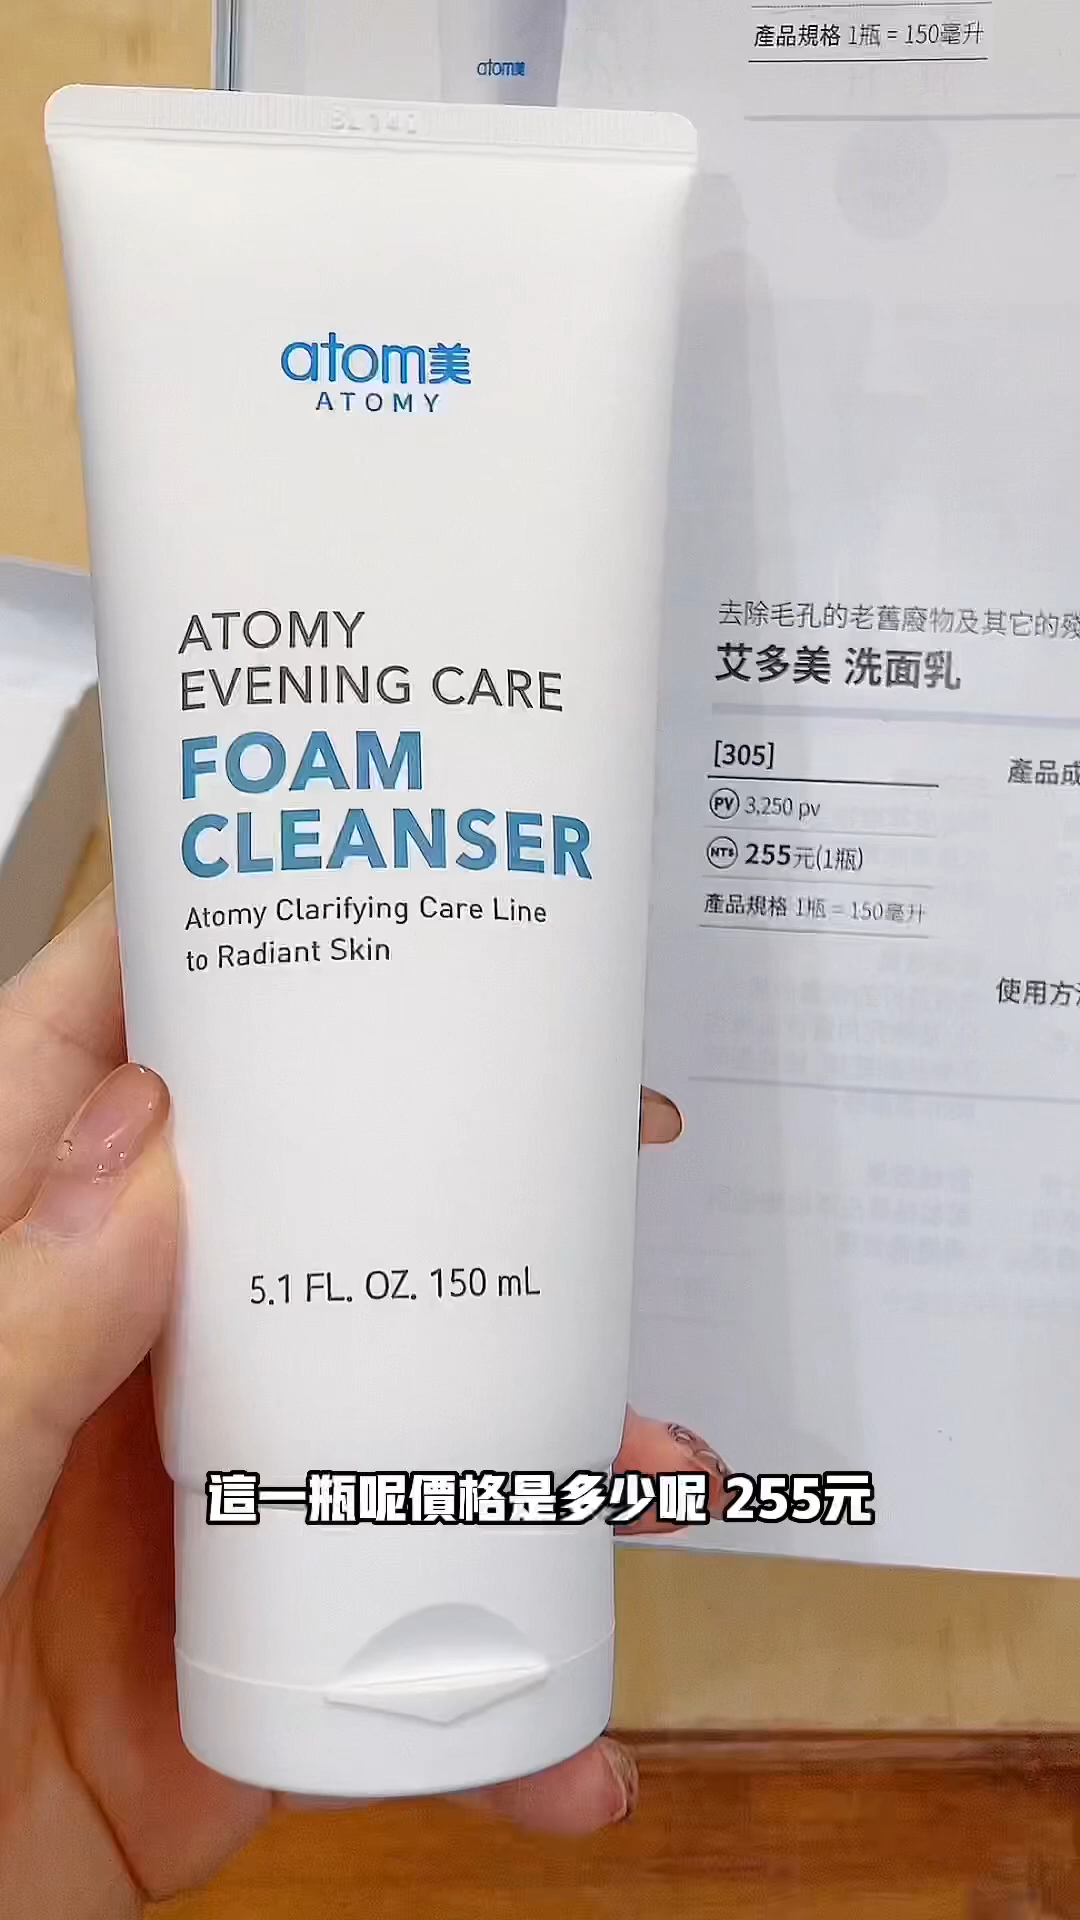 產品規格 1瓶 = 150毫升
atom美
atom美
ATOMY
ATOMY
EVENING CARE
FOAM
CLEANSER
Atomy Clarifying Care Line
to Radiant Skin
5.1 FL. OZ. 150 mL
去除毛孔的老舊廢物及其它的殘
艾多美 洗面乳
[305]
PV 3,250 pv
NT$ 255元(1瓶)
產品規格 1瓶 = 150毫升
產品成
使用方法
這一瓶呢價格是多少呢 255元